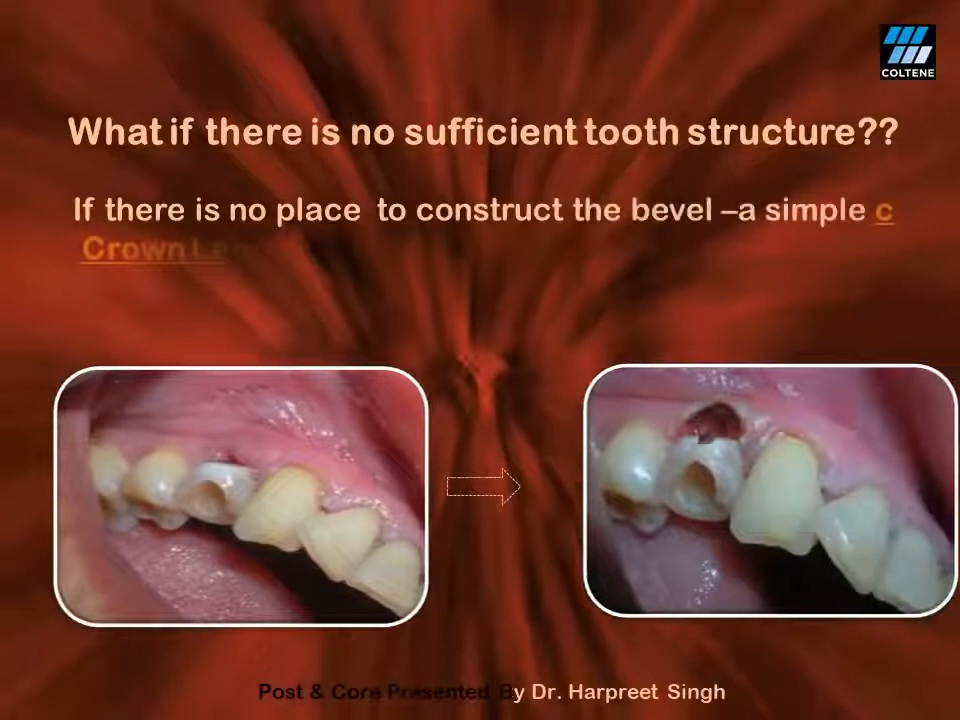 COLTENE
What if there is no sufficient tooth structure??
If there is no place to construct the bevel –a simple c
Crown
Post & Core Presented By Dr. Harpreet Singh